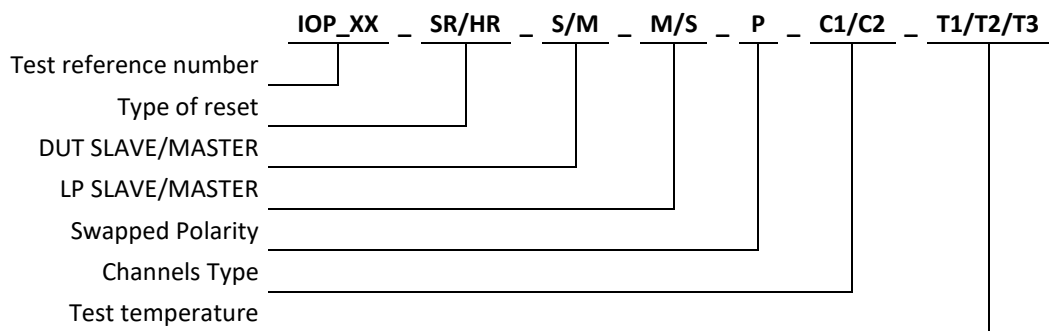 IOP_XX _ SR/HR _ S/M _ M/S _ P _ C1/C2 _ T1/T2/T3
Test reference number
Type of reset
DUT SLAVE/MASTER
LP SLAVE/MASTER
Swapped Polarity
Channels Type
Test temperature